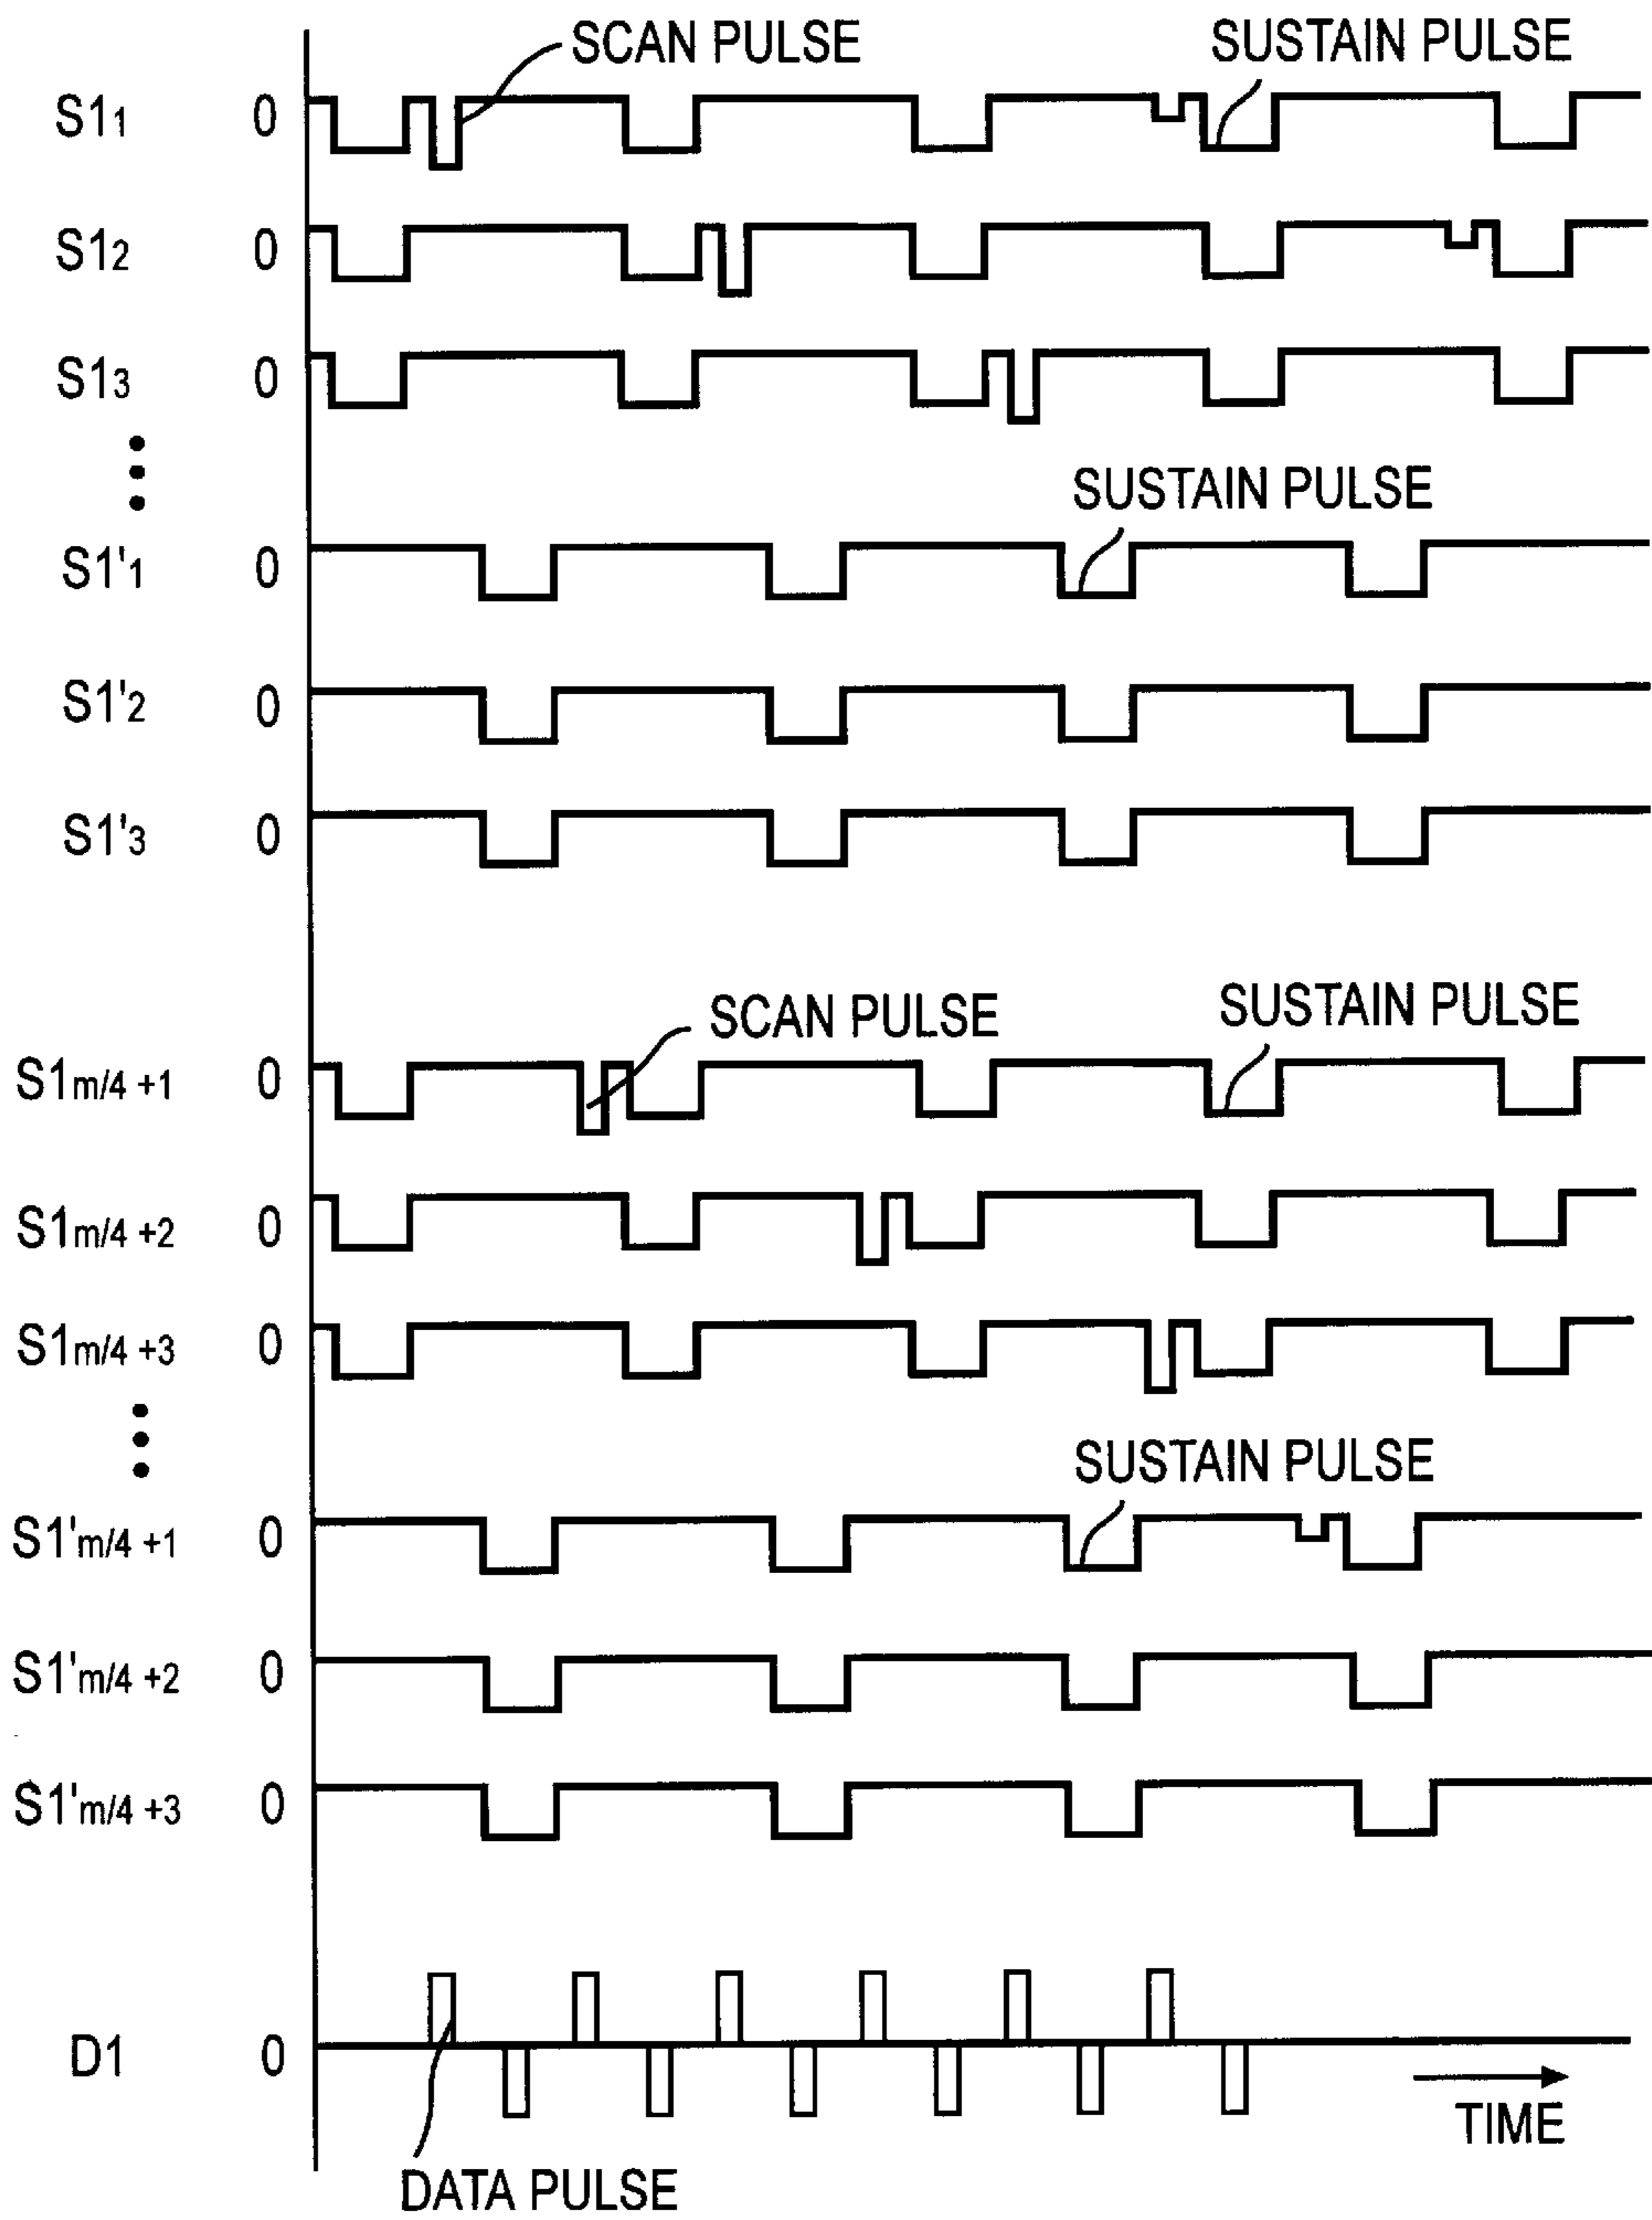 SCAN PULSE
SUSTAIN PULSE
S11 0
S12 0
S13 0
SUSTAIN PULSE
S1'1 0
S1'2 0
S1'3 0
SCAN PULSE
SUSTAIN PULSE
S1m/4 +1 0
S1m/4 +2 0
S1m/4 +3 0
SUSTAIN PULSE
S1'm/4 +1 0
S1'm/4 +2 0
S1'm/4 +3 0
D1 0
TIME
DATA PULSE